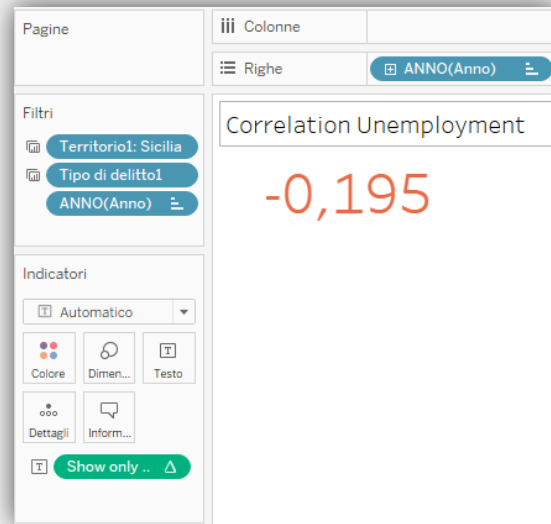 Pagine
iii Colonne
Righe
ANNO(Anno)
Filtri
Territorio1: Sicilia
Tipo di delitto1
ANNO(Anno)
Correlation Unemployment
-0,195
Indicatori
T Automatico
Colore
Dimen...
T
Testo
Dettagli
Inform...
T Show only ..